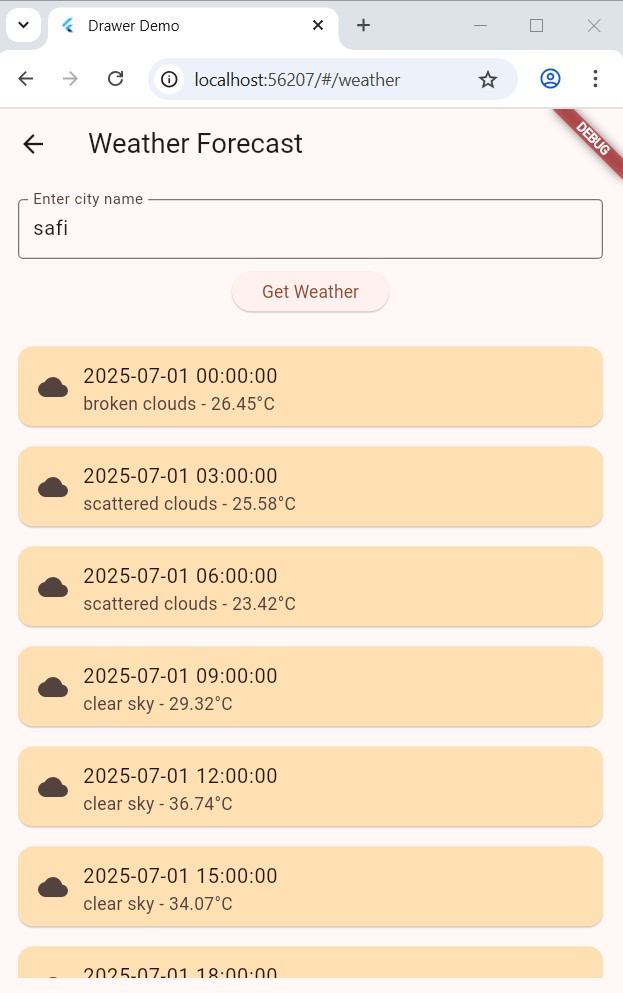 Drawer Demo
localhost:56207/#/weather
DEBUG
Weather Forecast
Enter city name
safi
Get Weather
2025-07-01 00:00:00
broken clouds - 26.45°C
2025-07-01 03:00:00
scattered clouds - 25.58°C
2025-07-01 06:00:00
scattered clouds - 23.42°C
2025-07-01 09:00:00
clear sky - 29.32°C
2025-07-01 12:00:00
clear sky - 36.74°C
2025-07-01 15:00:00
clear sky - 34.07°C
2025-07-01 18:00:00